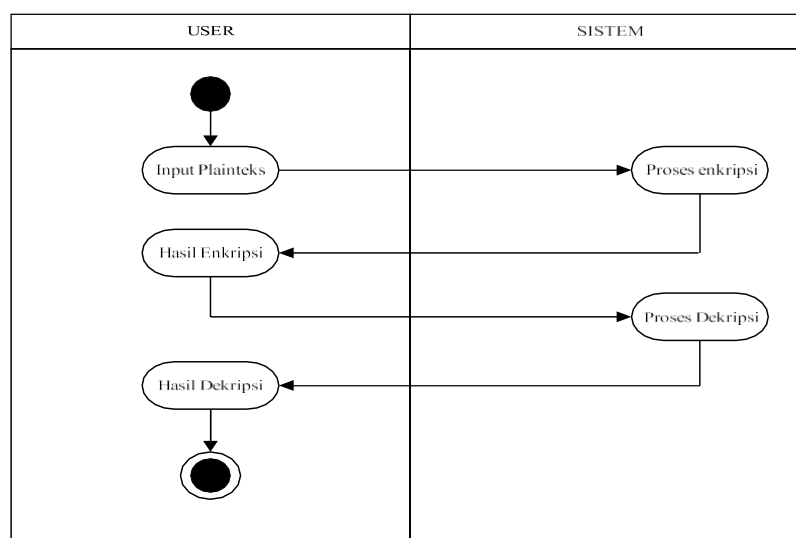 USER
SISTEM
Input Plainteks
Proses enkripsi
Hasil Enkripsi
Proses Dekripsi
Hasil Dekripsi